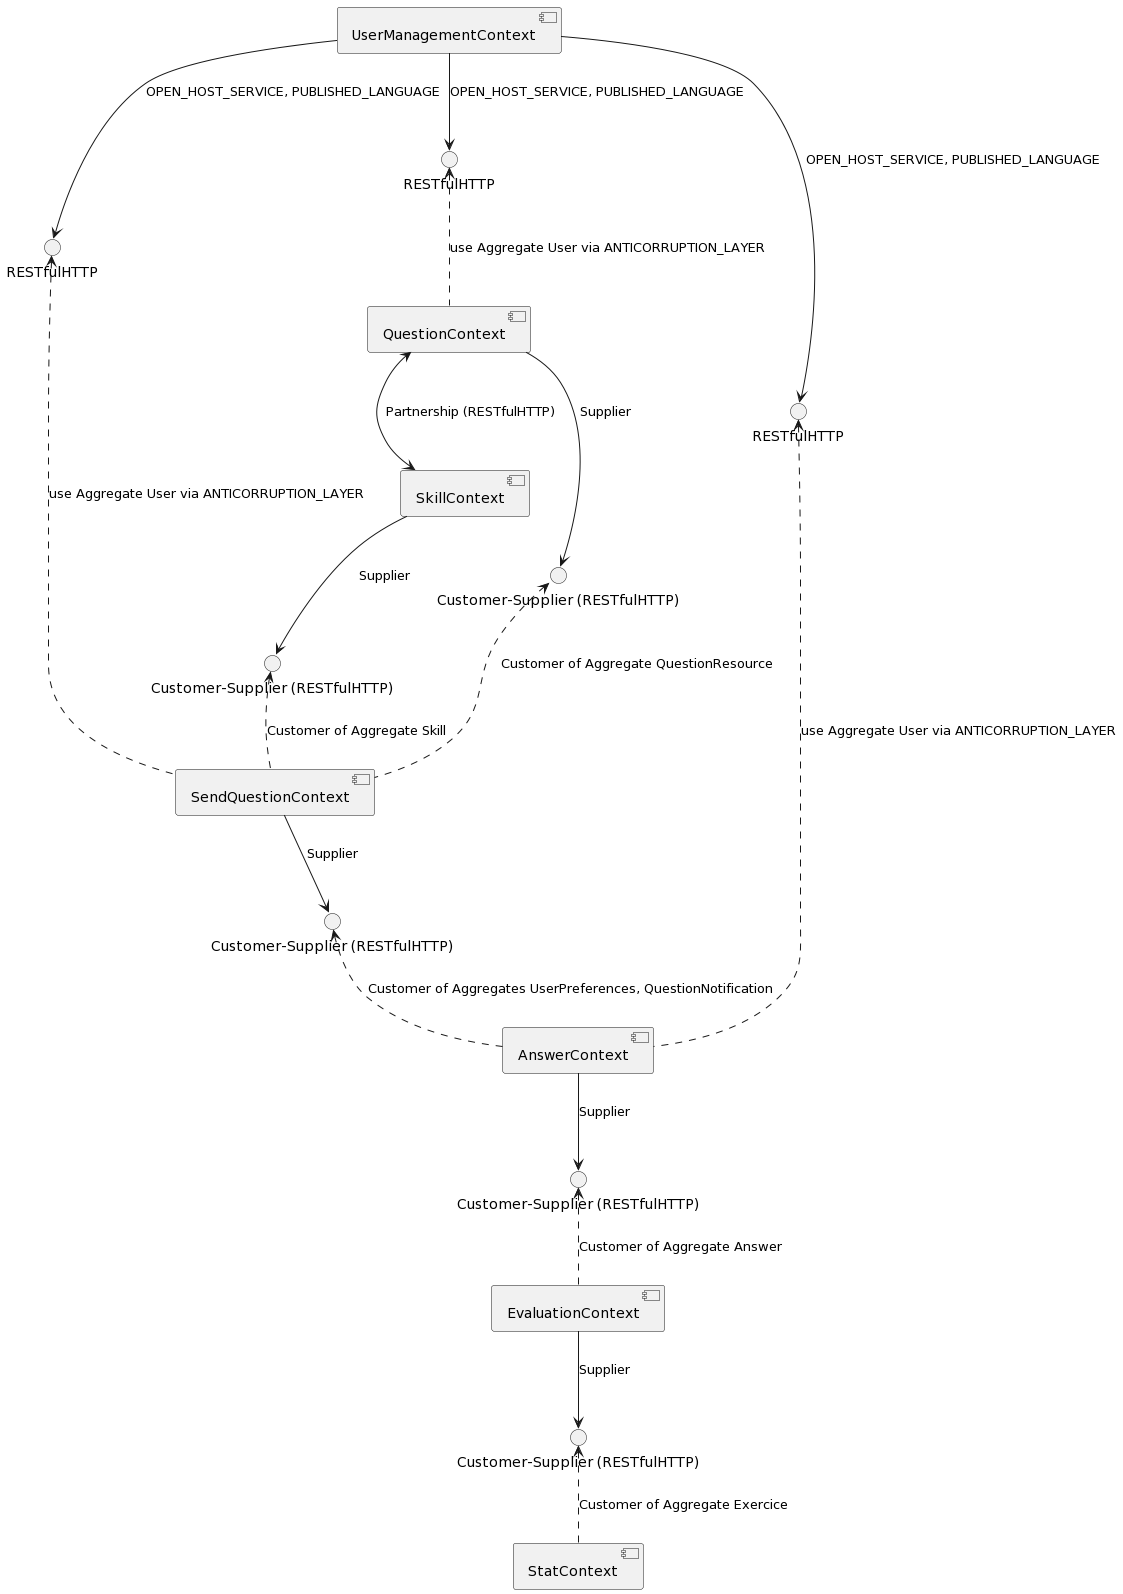 UserManagementContext
OPEN_HOST_SERVICE, PUBLISHED_LANGUAGE
OPEN_HOST_SERVICE, PUBLISHED_LANGUAGE
OPEN_HOST_SERVICE, PUBLISHED_LANGUAGE
RESTfulHTTP
use Aggregate User via ANTICORRUPTION_LAYER
RESTfulHTTP
QuestionContext
Partnership (RESTfulHTTP)
Supplier
RESTfulHTTP
use Aggregate User via ANTICORRUPTION_LAYER
SkillContext
Supplier
Customer-Supplier (RESTfulHTTP)
Customer of Aggregate QuestionResource
Customer-Supplier (RESTfulHTTP)
Customer of Aggregate Skill
use Aggregate User via ANTICORRUPTION_LAYER
SendQuestionContext
Supplier
Customer-Supplier (RESTfulHTTP)
Customer of Aggregates UserPreferences, QuestionNotification
AnswerContext
Supplier
Customer-Supplier (RESTfulHTTP)
Customer of Aggregate Answer
EvaluationContext
Supplier
Customer-Supplier (RESTfulHTTP)
Customer of Aggregate Exercice
StatContext